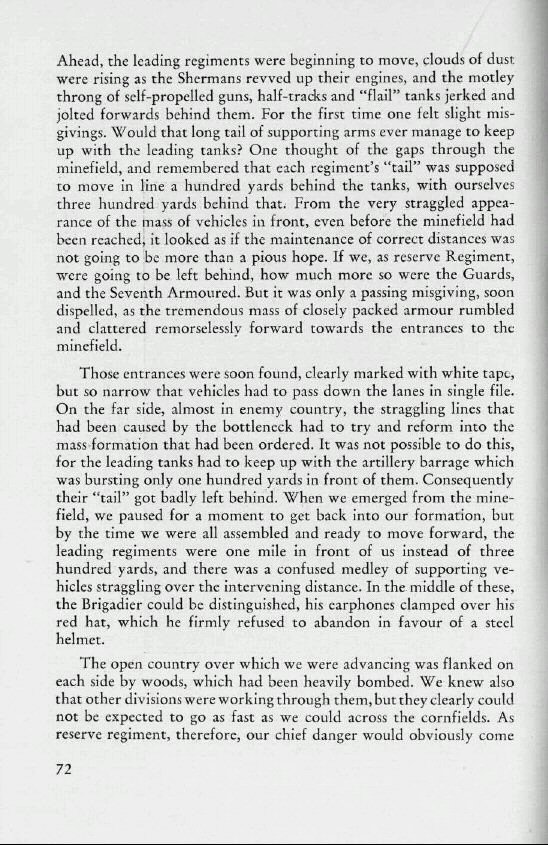 Ahead, the leading regiments were beginning to move, clouds of dust
were rising as the Shermans revved up their engines, and the motley
throng of self-propelled guns, half-tracks and “flail” tanks jerked and
jolted forwards behind them. For the first time one felt slight mis-
givings. Would that long tail of supporting arms ever manage to keep
up with the leading tanks? One thought of the gaps through the
minefield, and remembered that each regiment’s “tail” was supposed
to move in line a hundred yards behind the tanks, with ourselves
three hundred yards behind that. From the very straggled appea-
rance of the mass of vehicles in front, even before the minefield had
been reached, it looked as if the maintenance of correct distances was
not going to be more than a pious hope. If we, as reserve Regiment,
were going to be left behind, how much more so were the Guards,
and the Seventh Armoured. But it was only a passing misgiving, soon
dispelled, as the tremendous mass of closely packed armour rumbled
and clattered remorselessly forward towards the entrances to the
minefield.
Those entrances were soon found, clearly marked with white tape,
but so narrow that vehicles had to pass down the lanes in single file.
On the far side, almost in enemy country, the straggling lines that
had been caused by the bottleneck had to try and reform into the
mass formation that had been ordered. It was not possible to do this,
for the leading tanks had to keep up with the artillery barrage which
was bursting only one hundred yards in front of them. Consequently
their “tail” got badly left behind. When we emerged from the mine-
field, we paused for a moment to get back into our formation, but
by the time we were all assembled and ready to move forward, the
leading regiments were one mile in front of us instead of three
hundred yards, and there was a confused medley of supporting ve-
hicles straggling over the intervening distance. In the middle of these,
the Brigadier could be distinguished, his earphones clamped over his
red hat, which he firmly refused to abandon in favour of a steel
helmet.
The open country over which we were advancing was flanked on
each side by woods, which had been heavily bombed. We knew also
that other divisions were working through them, but they clearly could
not be expected to go as fast as we could across the cornfields. As
reserve regiment, therefore, our chief danger would obviously come
72